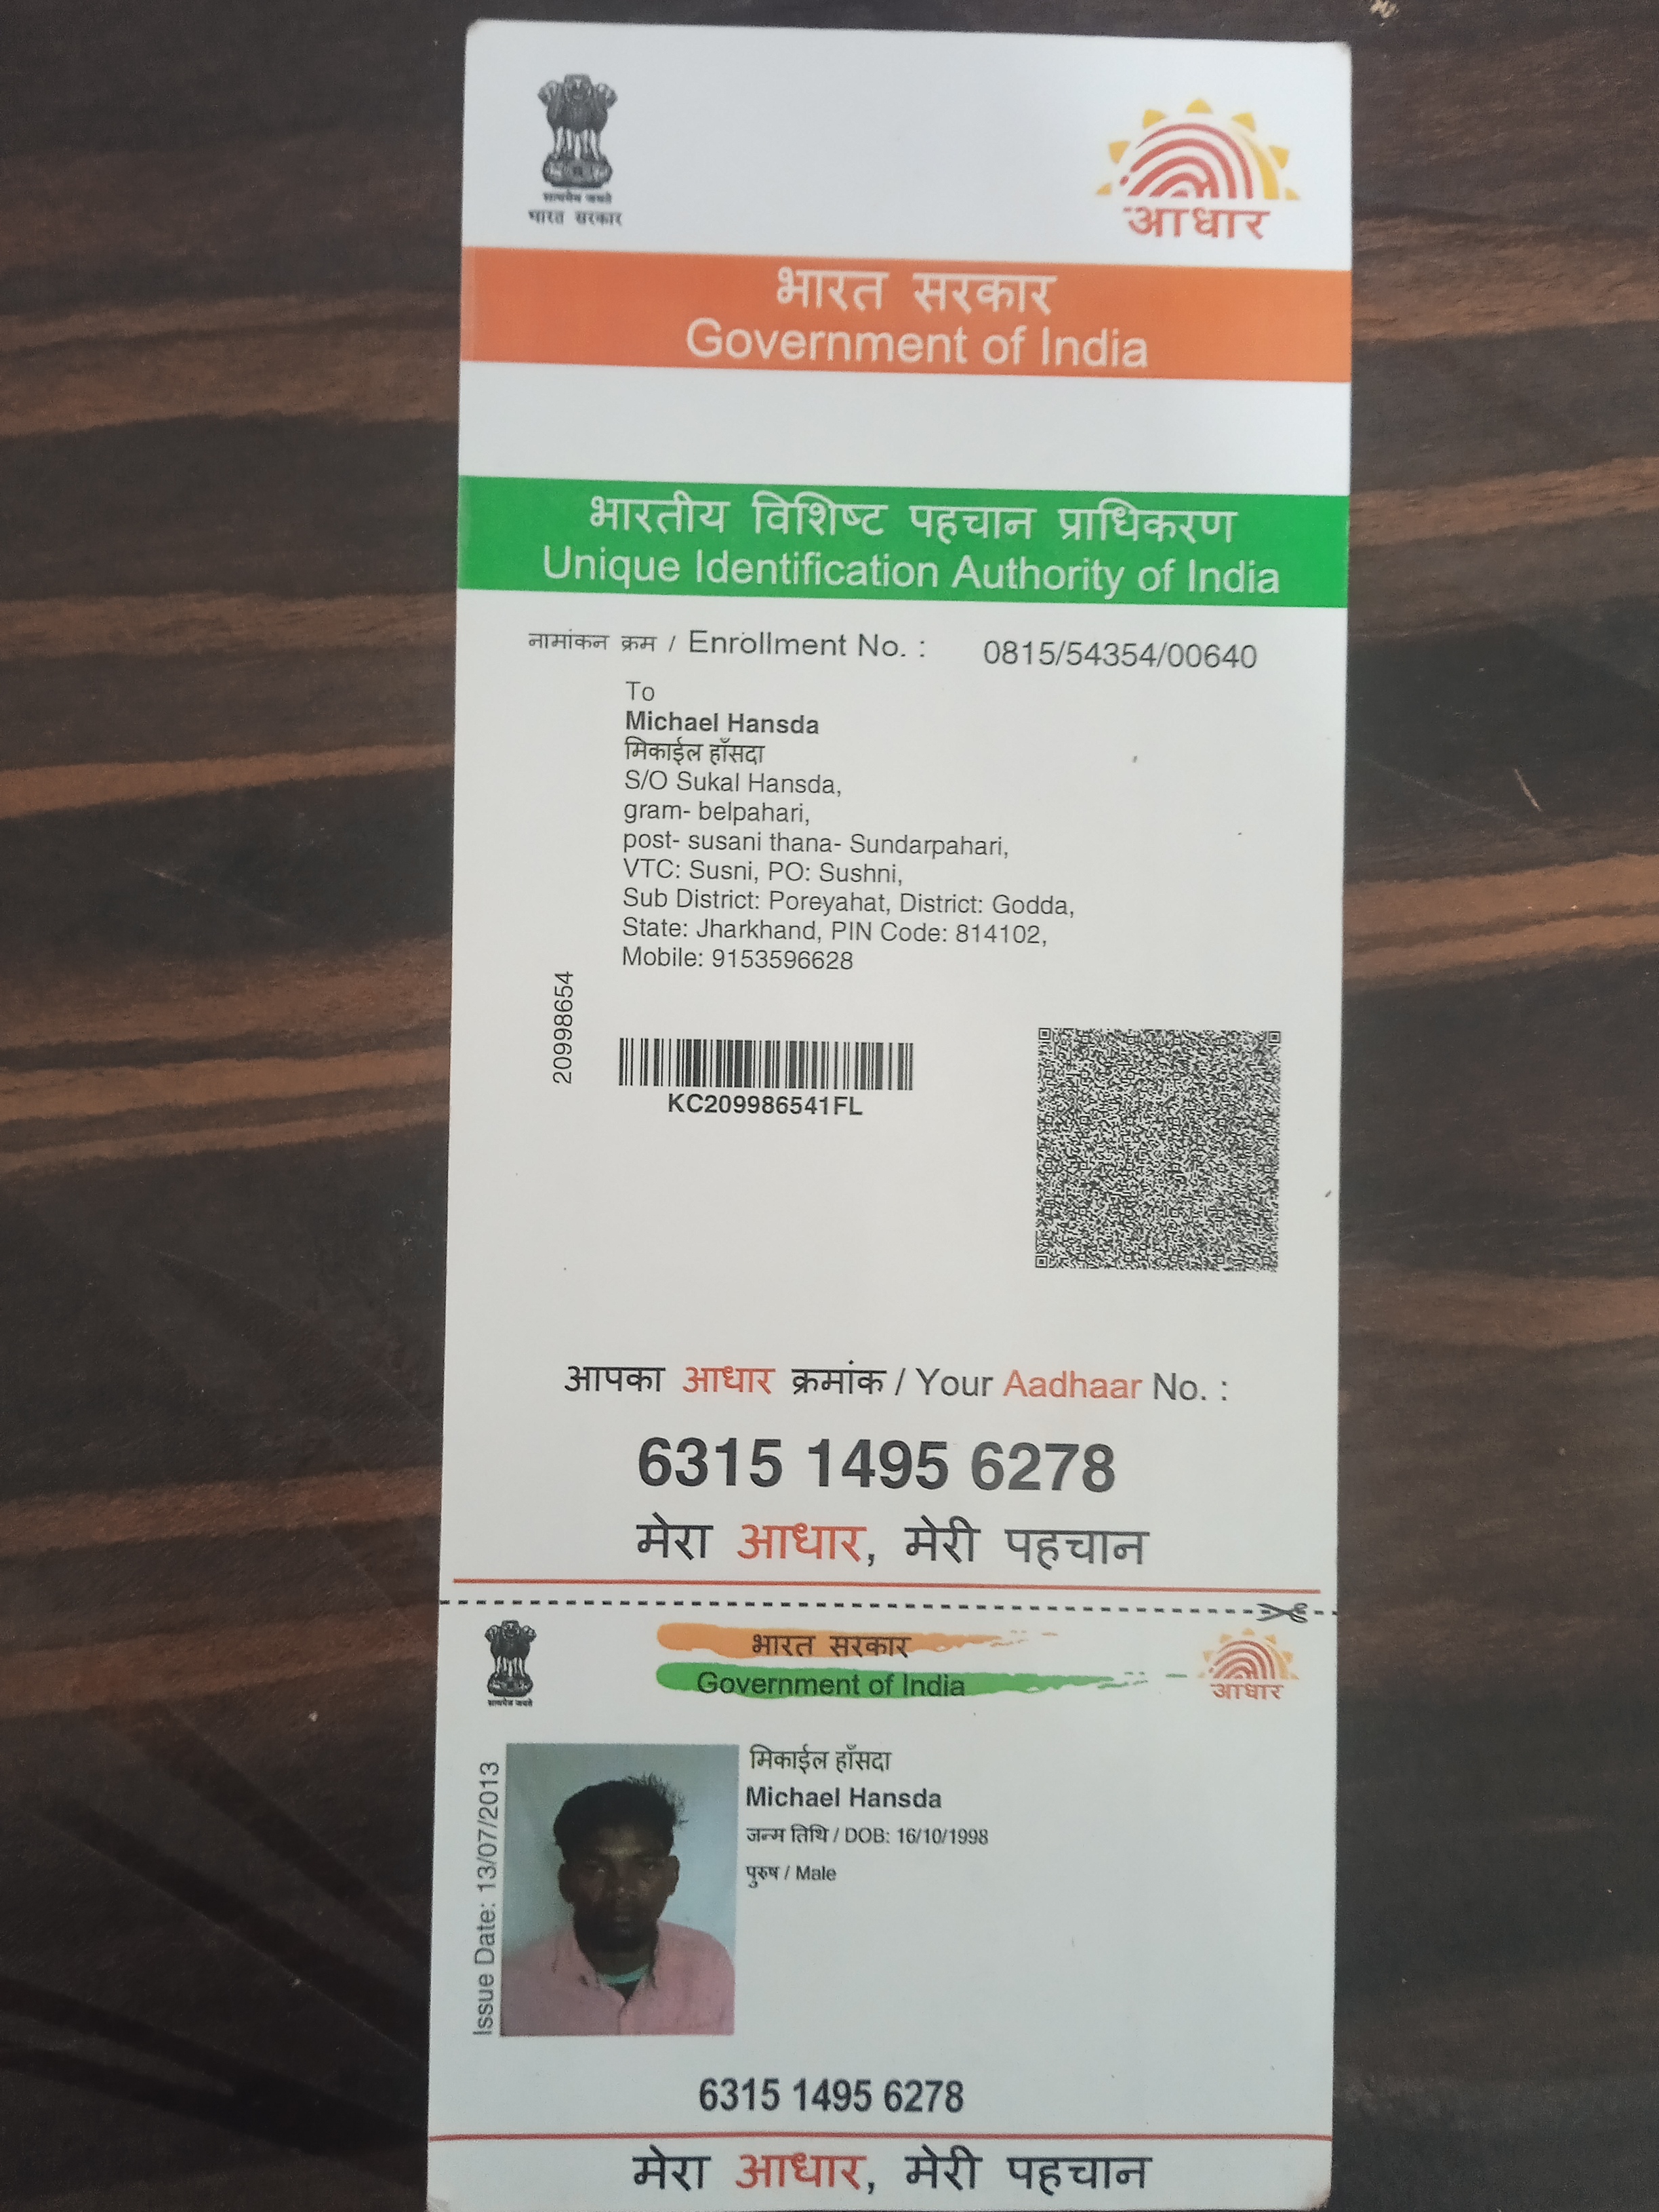 सत्यमेव जयते
भारत सरकार
आधार
भारत सरकार
Government of India
भारतीय विशिष्ट पहचान प्राधिकरण
Unique Identification Authority of India
नामांकन क्रम / Enrollment No. : 0815/54354/00640
To
Michael Hansda
मिकाईल हाँसदा
S/O Sukal Hansda,
gram- belpahari,
post- susani thana- Sundarpahari,
VTC: Susni, PO: Sushni,
Sub District: Poreyahat, District: Godda,
State: Jharkhand, PIN Code: 814102,
Mobile: 9153596628
20998654
KC209986541FL
आपका आधार क्रमांक / Your Aadhaar No. :
6315 1495 6278
मेरा आधार, मेरी पहचान
सत्यमेव जयते
भारत सरकार
Government of India
आधार
Issue Date: 13/07/2013
मिकाईल हाँसदा
Michael Hansda
जन्म तिथि / DOB: 16/10/1998
पुरुष / Male
6315 1495 6278
मेरा आधार, मेरी पहचान